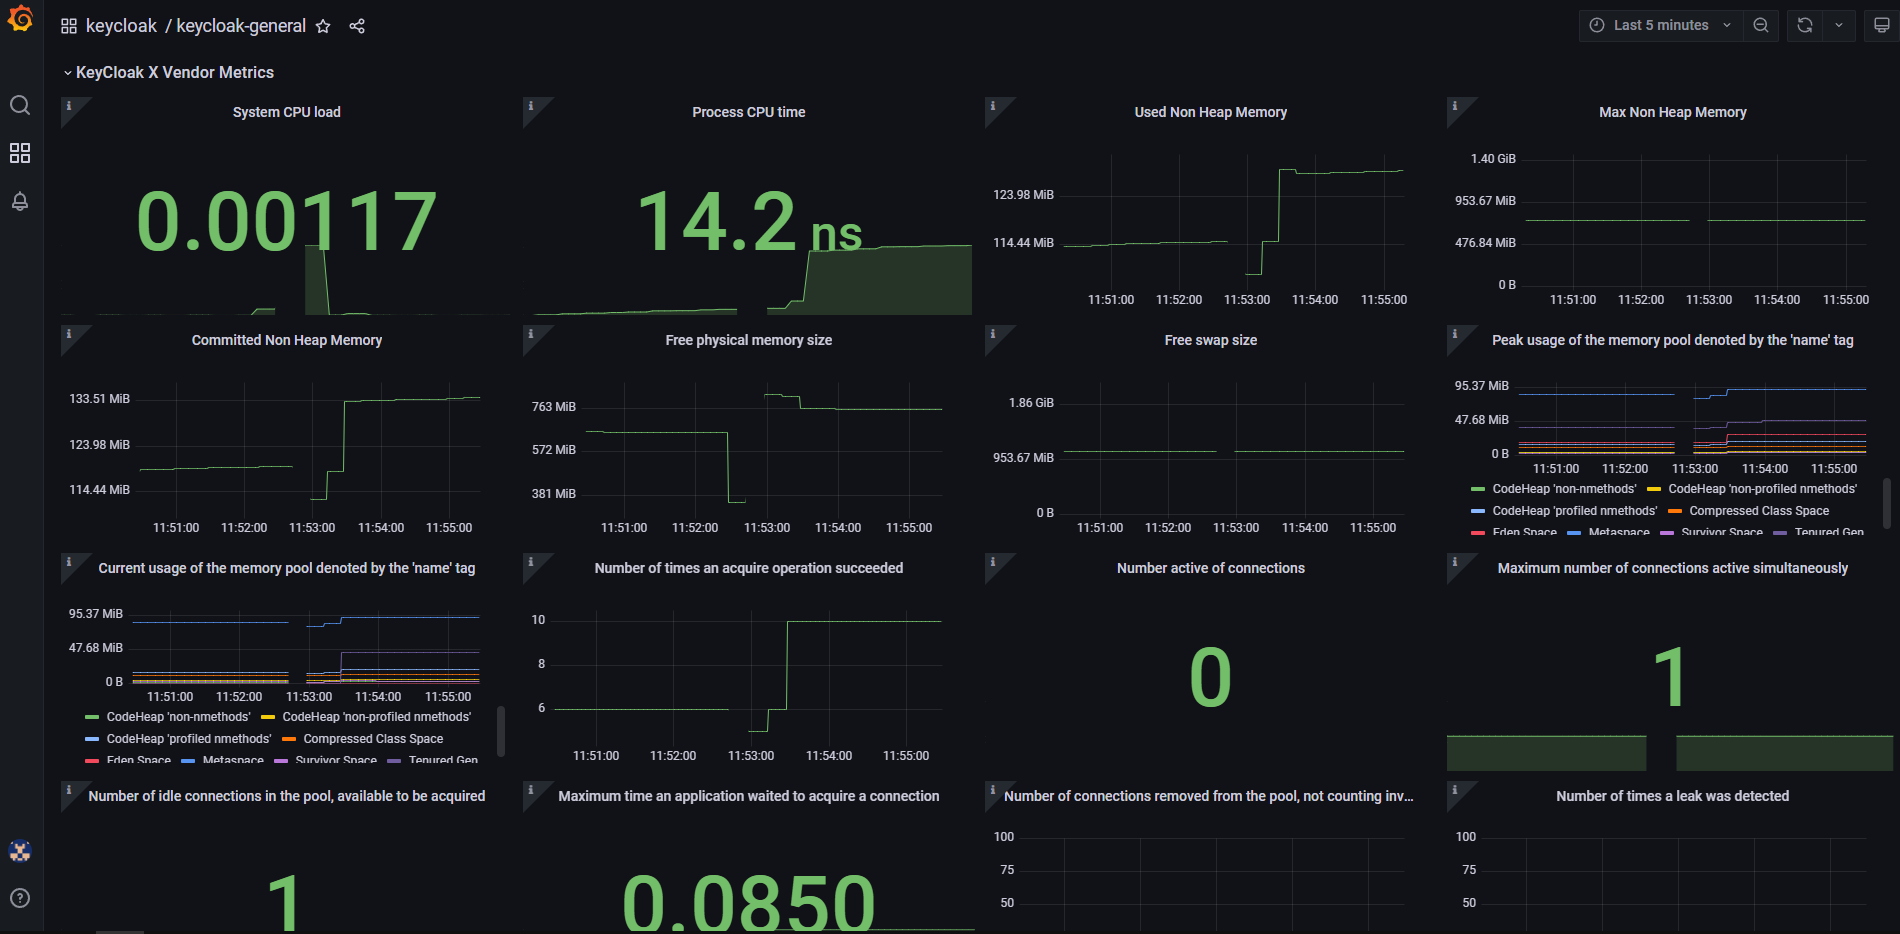 keycloak / keycloak-general
Last 5 minutes
KeyCloak X Vendor Metrics
System CPU load
0.00117
Process CPU time
14.2 ns
Used Non Heap Memory
123.98 MiB
114.44 MiB
11:51:00 11:52:00 11:53:00 11:54:00 11:55:00
Max Non Heap Memory
1.40 GiB
953.67 MiB
476.84 MiB
0 B
11:51:00 11:52:00 11:53:00 11:54:00 11:55:00
Committed Non Heap Memory
133.51 MiB
123.98 MiB
114.44 MiB
11:51:00 11:52:00 11:53:00 11:54:00 11:55:00
Free physical memory size
763 MiB
572 MiB
381 MiB
11:51:00 11:52:00 11:53:00 11:54:00 11:55:00
Free swap size
1.86 GiB
953.67 MiB
0 B
11:51:00 11:52:00 11:53:00 11:54:00 11:55:00
Peak usage of the memory pool denoted by the 'name' tag
95.37 MiB
47.68 MiB
0 B
11:51:00 11:52:00 11:53:00 11:54:00 11:55:00
CodeHeap 'non-nmethods' CodeHeap 'non-profiled nmethods'
CodeHeap 'profiled nmethods' Compressed Class Space
Eden Space Metaspace Survivor Space Tenured Gen
Current usage of the memory pool denoted by the 'name' tag
95.37 MiB
47.68 MiB
0 B
11:51:00 11:52:00 11:53:00 11:54:00 11:55:00
CodeHeap 'non-nmethods' CodeHeap 'non-profiled nmethods'
CodeHeap 'profiled nmethods' Compressed Class Space
Eden Space Metaspace Survivor Space Tenured Gen
Number of times an acquire operation succeeded
10
8
6
11:51:00 11:52:00 11:53:00 11:54:00 11:55:00
Number active of connections
0
Maximum number of connections active simultaneously
1
Number of idle connections in the pool, available to be acquired
1
Maximum time an application waited to acquire a connection
0.0850
Number of connections removed from the pool, not counting inv...
100
75
50
Number of times a leak was detected
100
75
50